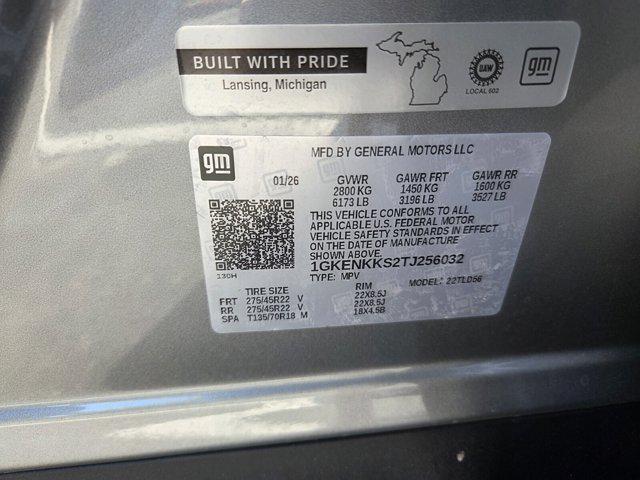 BUILT WITH PRIDE
Lansing, Michigan
UAW
LOCAL 602
gm
gm
MFD BY GENERAL MOTORS LLC
01/26 GVWR GAWR FRT GAWR RR
2800 KG 1450 KG 1600 KG
6173 LB 3196 LB 3527 LB
THIS VEHICLE CONFORMS TO ALL
APPLICABLE U.S. FEDERAL MOTOR
VEHICLE SAFETY STANDARDS IN EFFECT
ON THE DATE OF MANUFACTURE
SHOWN ABOVE.
1GKENKKS2TJ256032
TYPE: MPV MODEL: 22TLD56
130H
TIRE SIZE RIM
FRT 275/45R22 V 22X8.5J
RR 275/45R22 V 22X8.5J
SPA T135/70R18 M 18X4.5B